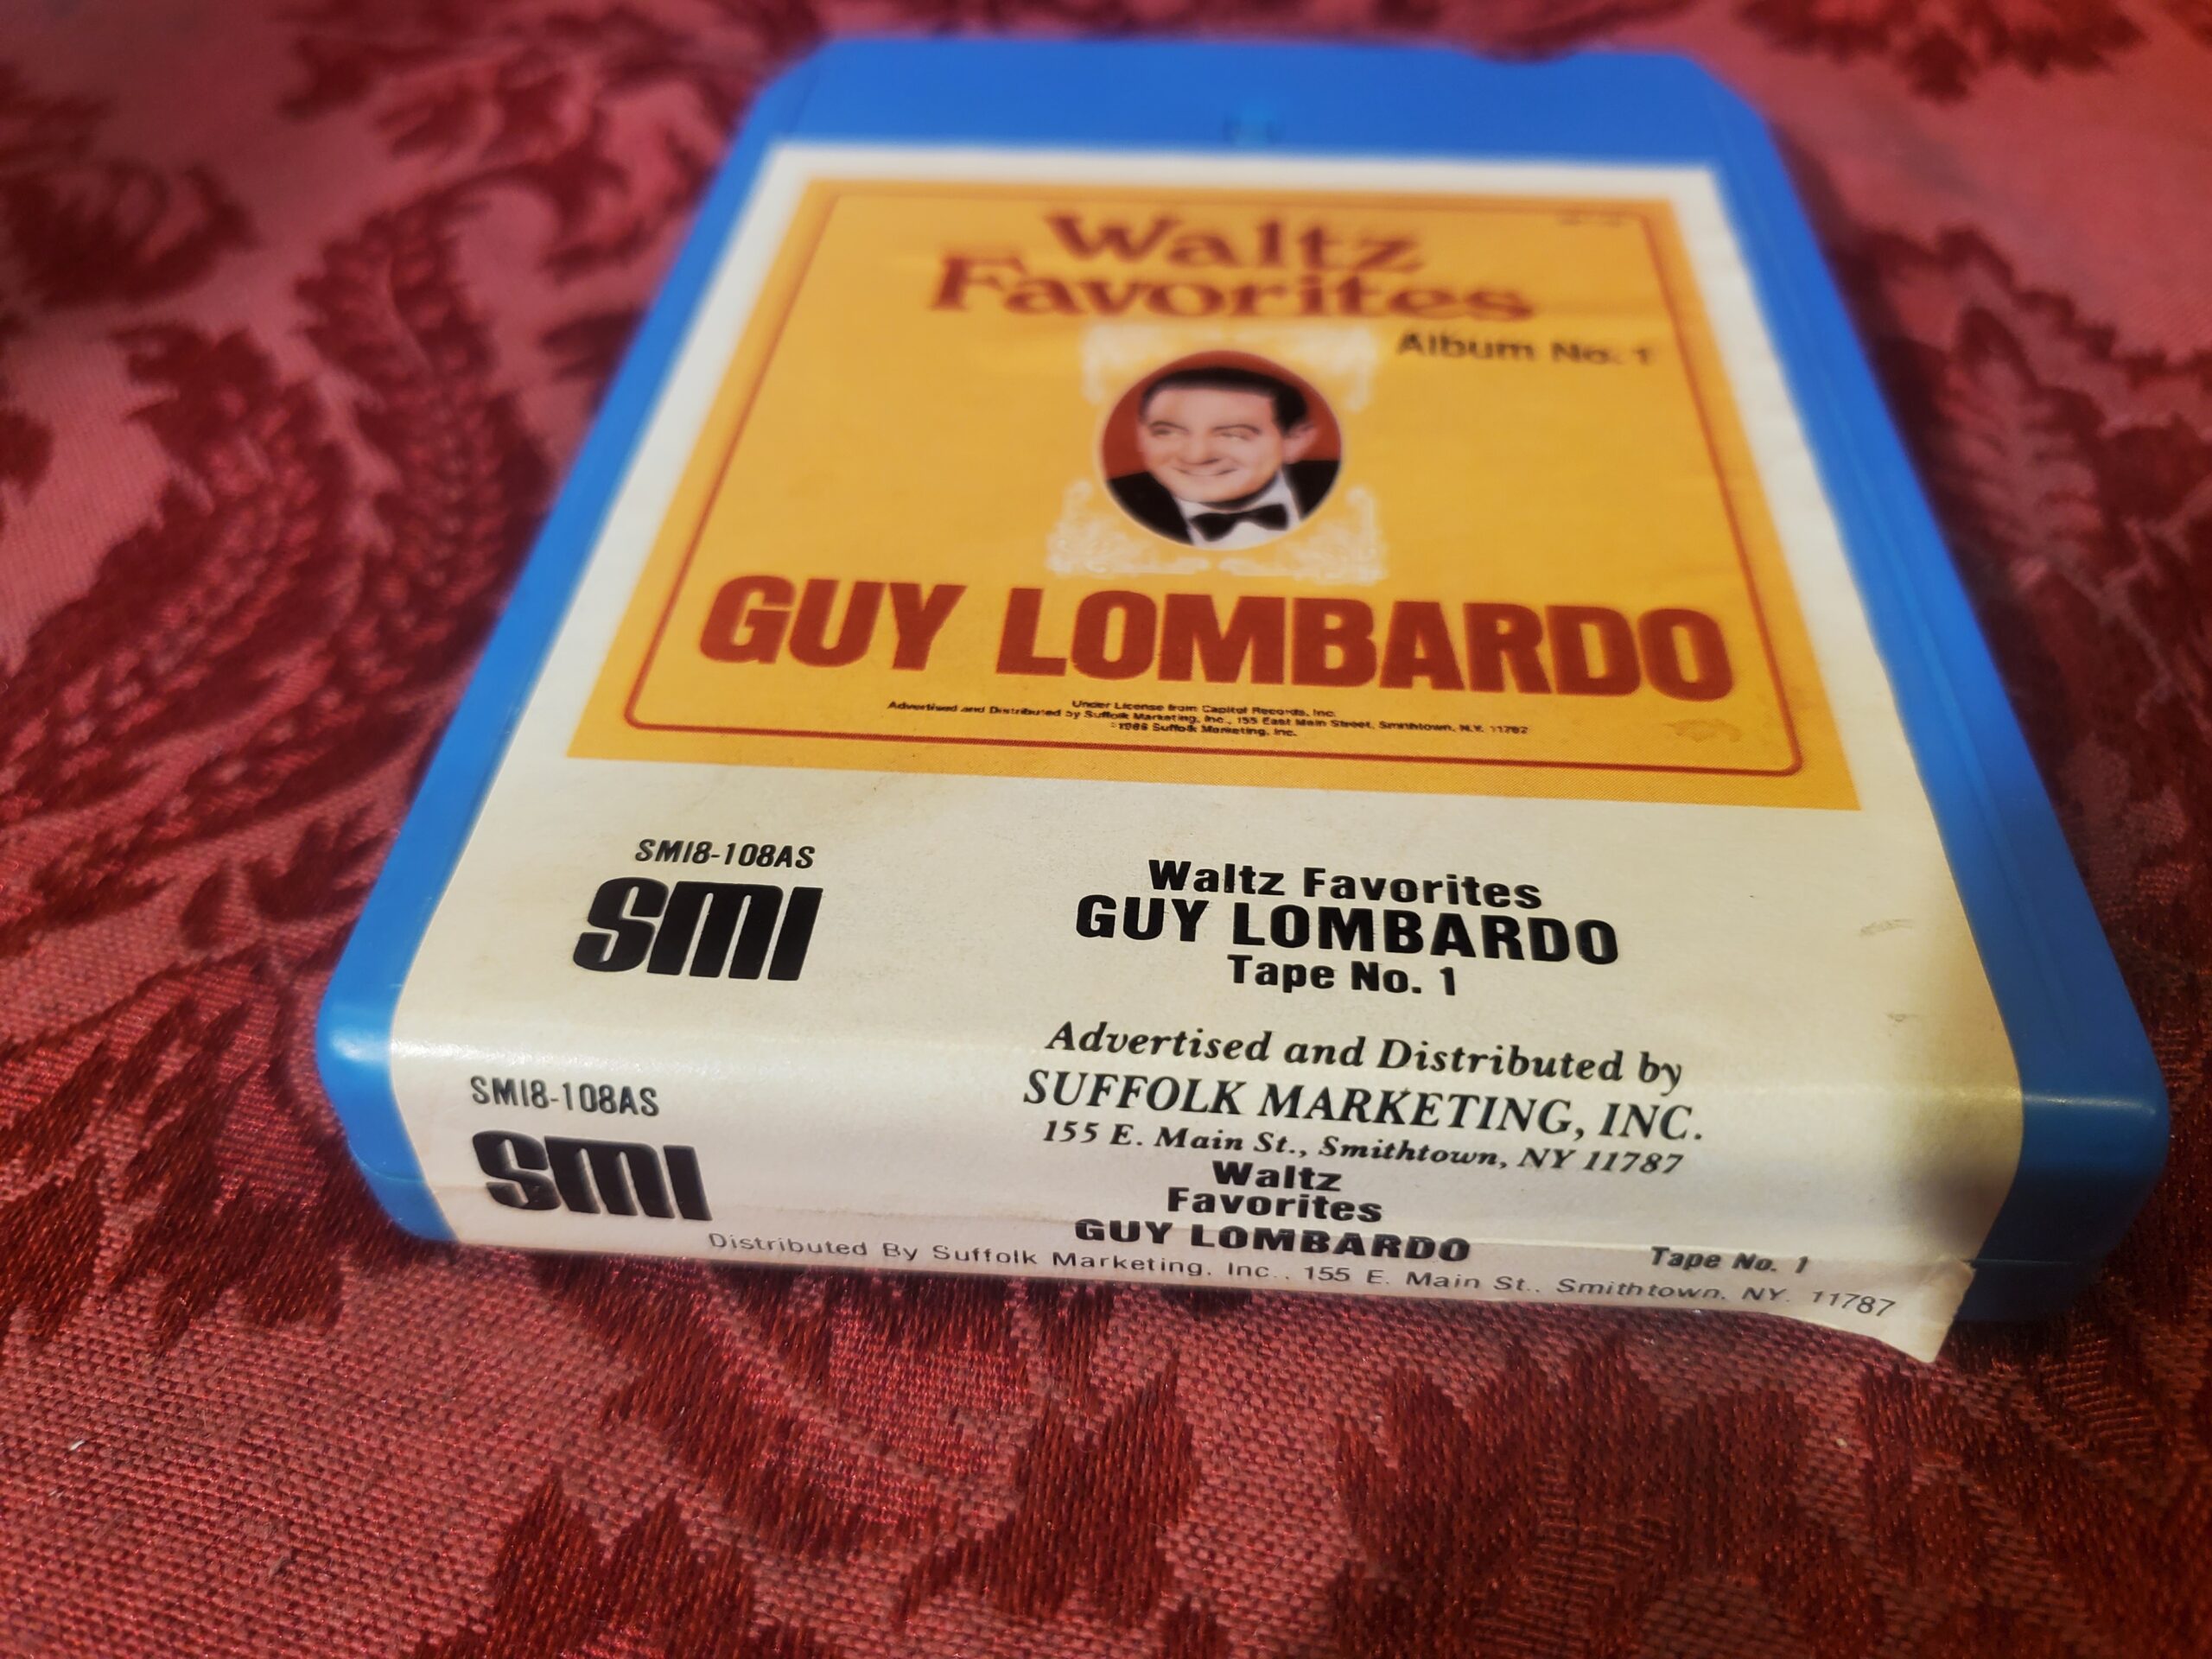 Waltz
Favorites
Album No. 1
GUY LOMBARDO
Under License from Capitol Records, Inc.
Advertised and Distributed by Suffolk Marketing, Inc., 155 East Main Street, Smithtown, N.Y. 11787
Suffolk Marketing, Inc.
SMI8-108AS
SMI
Waltz Favorites
GUY LOMBARDO
Tape No. 1
Advertised and Distributed by
SUFFOLK MARKETING, INC.
155 E. Main St., Smithtown, NY 11787
SMI8-108AS
SMI
Waltz
Favorites
GUY LOMBARDO
Tape No. 1
Distributed By Suffolk Marketing, Inc., 155 E. Main St., Smithtown, NY. 11787